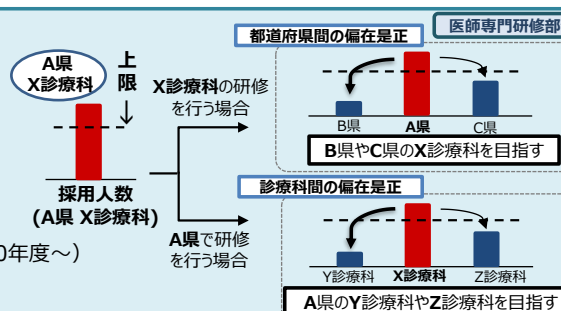 医師専門研修部
都道府県間の偏在是正
A県
X診療科
上
限
↓
X診療科の研修
を行う場合
B県 A県 C県
B県やC県のX診療科を目指す
採用人数
(A県 X診療科)
診療科間の偏在是正
A県で研修
を行う場合
0年度～）
Y診療科 X診療科 Z診療科
A県のY診療科やZ診療科を目指す